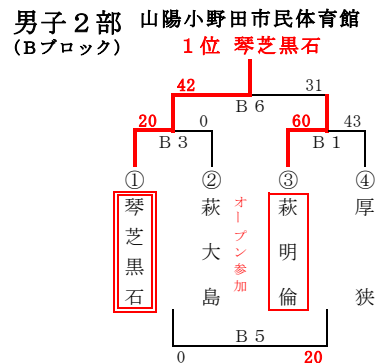 男子２部 山陽小野田市民体育館
(Ｂブロック) １位 琴芝黒石
42 31
Ｂ６
20 0 60 43
Ｂ３ Ｂ１
① ② ③ ④
琴芝黒石
萩大島
オープン参加
萩明倫
厚狭
Ｂ５
0 20